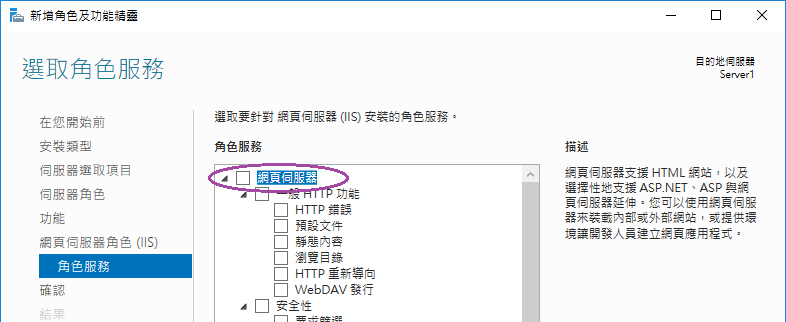 新增角色及功能精靈
選取角色服務
目的地伺服器
Server1
在您開始前
安裝類型
伺服器選取項目
伺服器角色
功能
網頁伺服器角色 (IIS)
角色服務
確認
結果
選取要針對 網頁伺服器 (IIS) 安裝的角色服務。
角色服務
網頁伺服器
一般 HTTP 功能
HTTP 錯誤
預設文件
靜態內容
瀏覽目錄
HTTP 重新導向
WebDAV 發行
安全性
要求篩選
描述
網頁伺服器支援 HTML 網站，以及
選擇性地支援 ASP.NET、ASP 與網
頁伺服器延伸。您可以使用網頁伺服
器來裝載內部或外部網站，或提供環
境讓開發人員建立網頁應用程式。